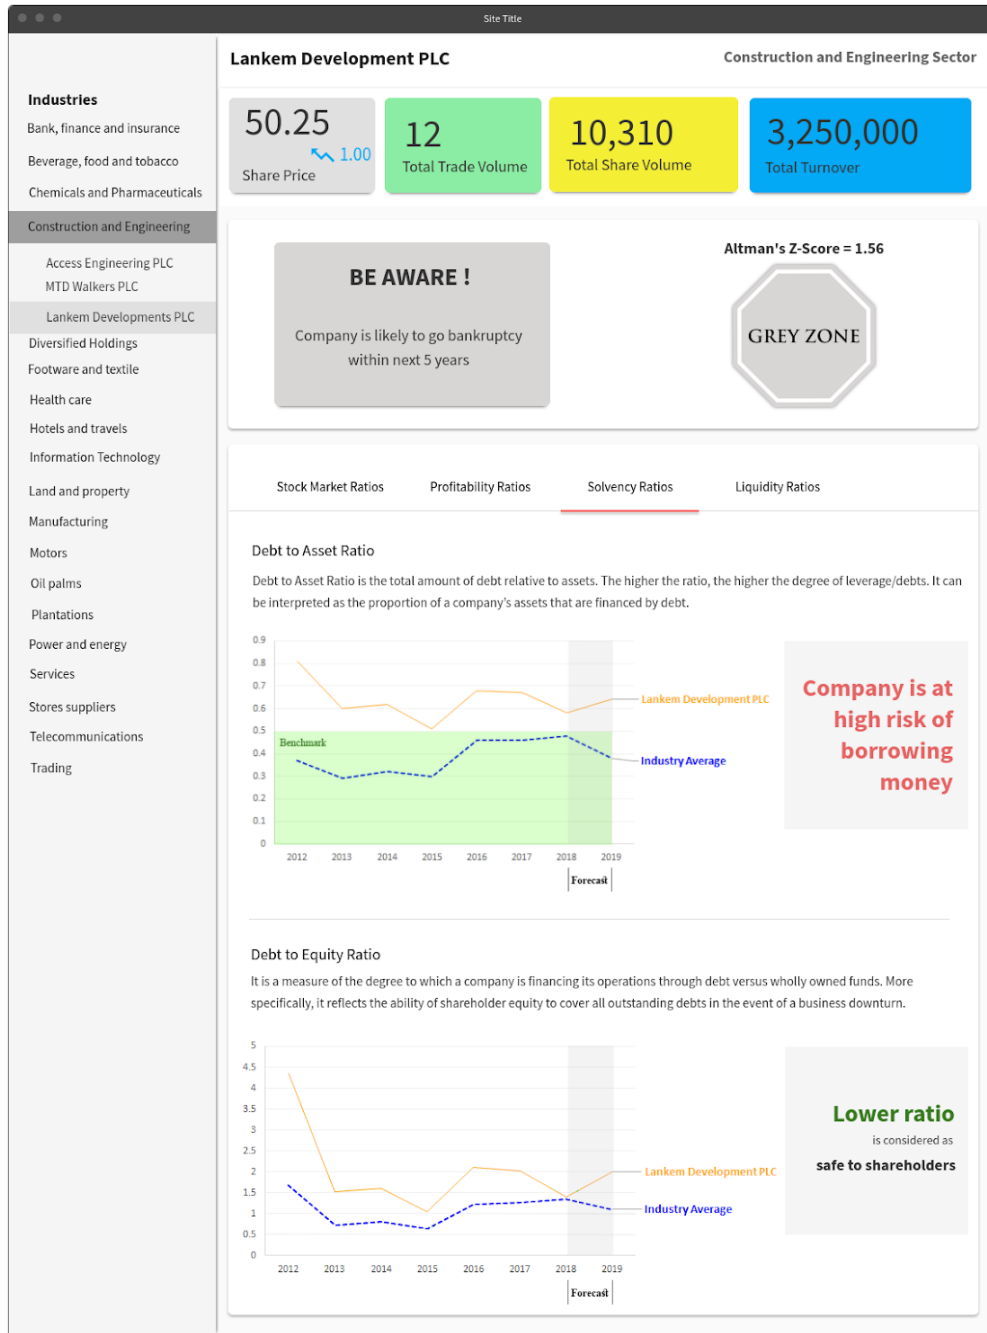 Site Title
Industries
Bank, finance and insurance
Beverage, food and tobacco
Chemicals and Pharmaceuticals
Construction and Engineering
Access Engineering PLC
MTD Walkers PLC
Lankem Developments PLC
Diversified Holdings
Footware and textile
Health care
Hotels and travels
Information Technology
Land and property
Manufacturing
Motors
Oil palms
Plantations
Power and energy
Services
Stores suppliers
Telecommunications
Trading
Lankem Development PLC
Construction and Engineering Sector
50.25
1.00
Share Price
12
Total Trade Volume
10,310
Total Share Volume
3,250,000
Total Turnover
BE AWARE !
Company is likely to go bankruptcy
within next 5 years
Altman's Z-Score = 1.56
GREY ZONE
Stock Market Ratios
Profitability Ratios
Solvency Ratios
Liquidity Ratios
Debt to Asset Ratio
Debt to Asset Ratio is the total amount of debt relative to assets. The higher the ratio, the higher the degree of leverage/debts. It can
be interpreted as the proportion of a company's assets that are financed by debt.
0.9
0.8
0.7
0.6
0.5
0.4
0.3
0.2
0.1
0
Benchmark
Lankem Development PLC
Industry Average
2012 2013 2014 2015 2016 2017 2018 2019
Forecast
Company is at
high risk of
borrowing
money
Debt to Equity Ratio
It is a measure of the degree to which a company is financing its operations through debt versus wholly owned funds. More
specifically, it reflects the ability of shareholder equity to cover all outstanding debts in the event of a business downturn.
5
4.5
4
3.5
3
2.5
2
1.5
1
0.5
0
Lankem Development PLC
Industry Average
2012 2013 2014 2015 2016 2017 2018 2019
Forecast
Lower ratio
is considered as
safe to shareholders